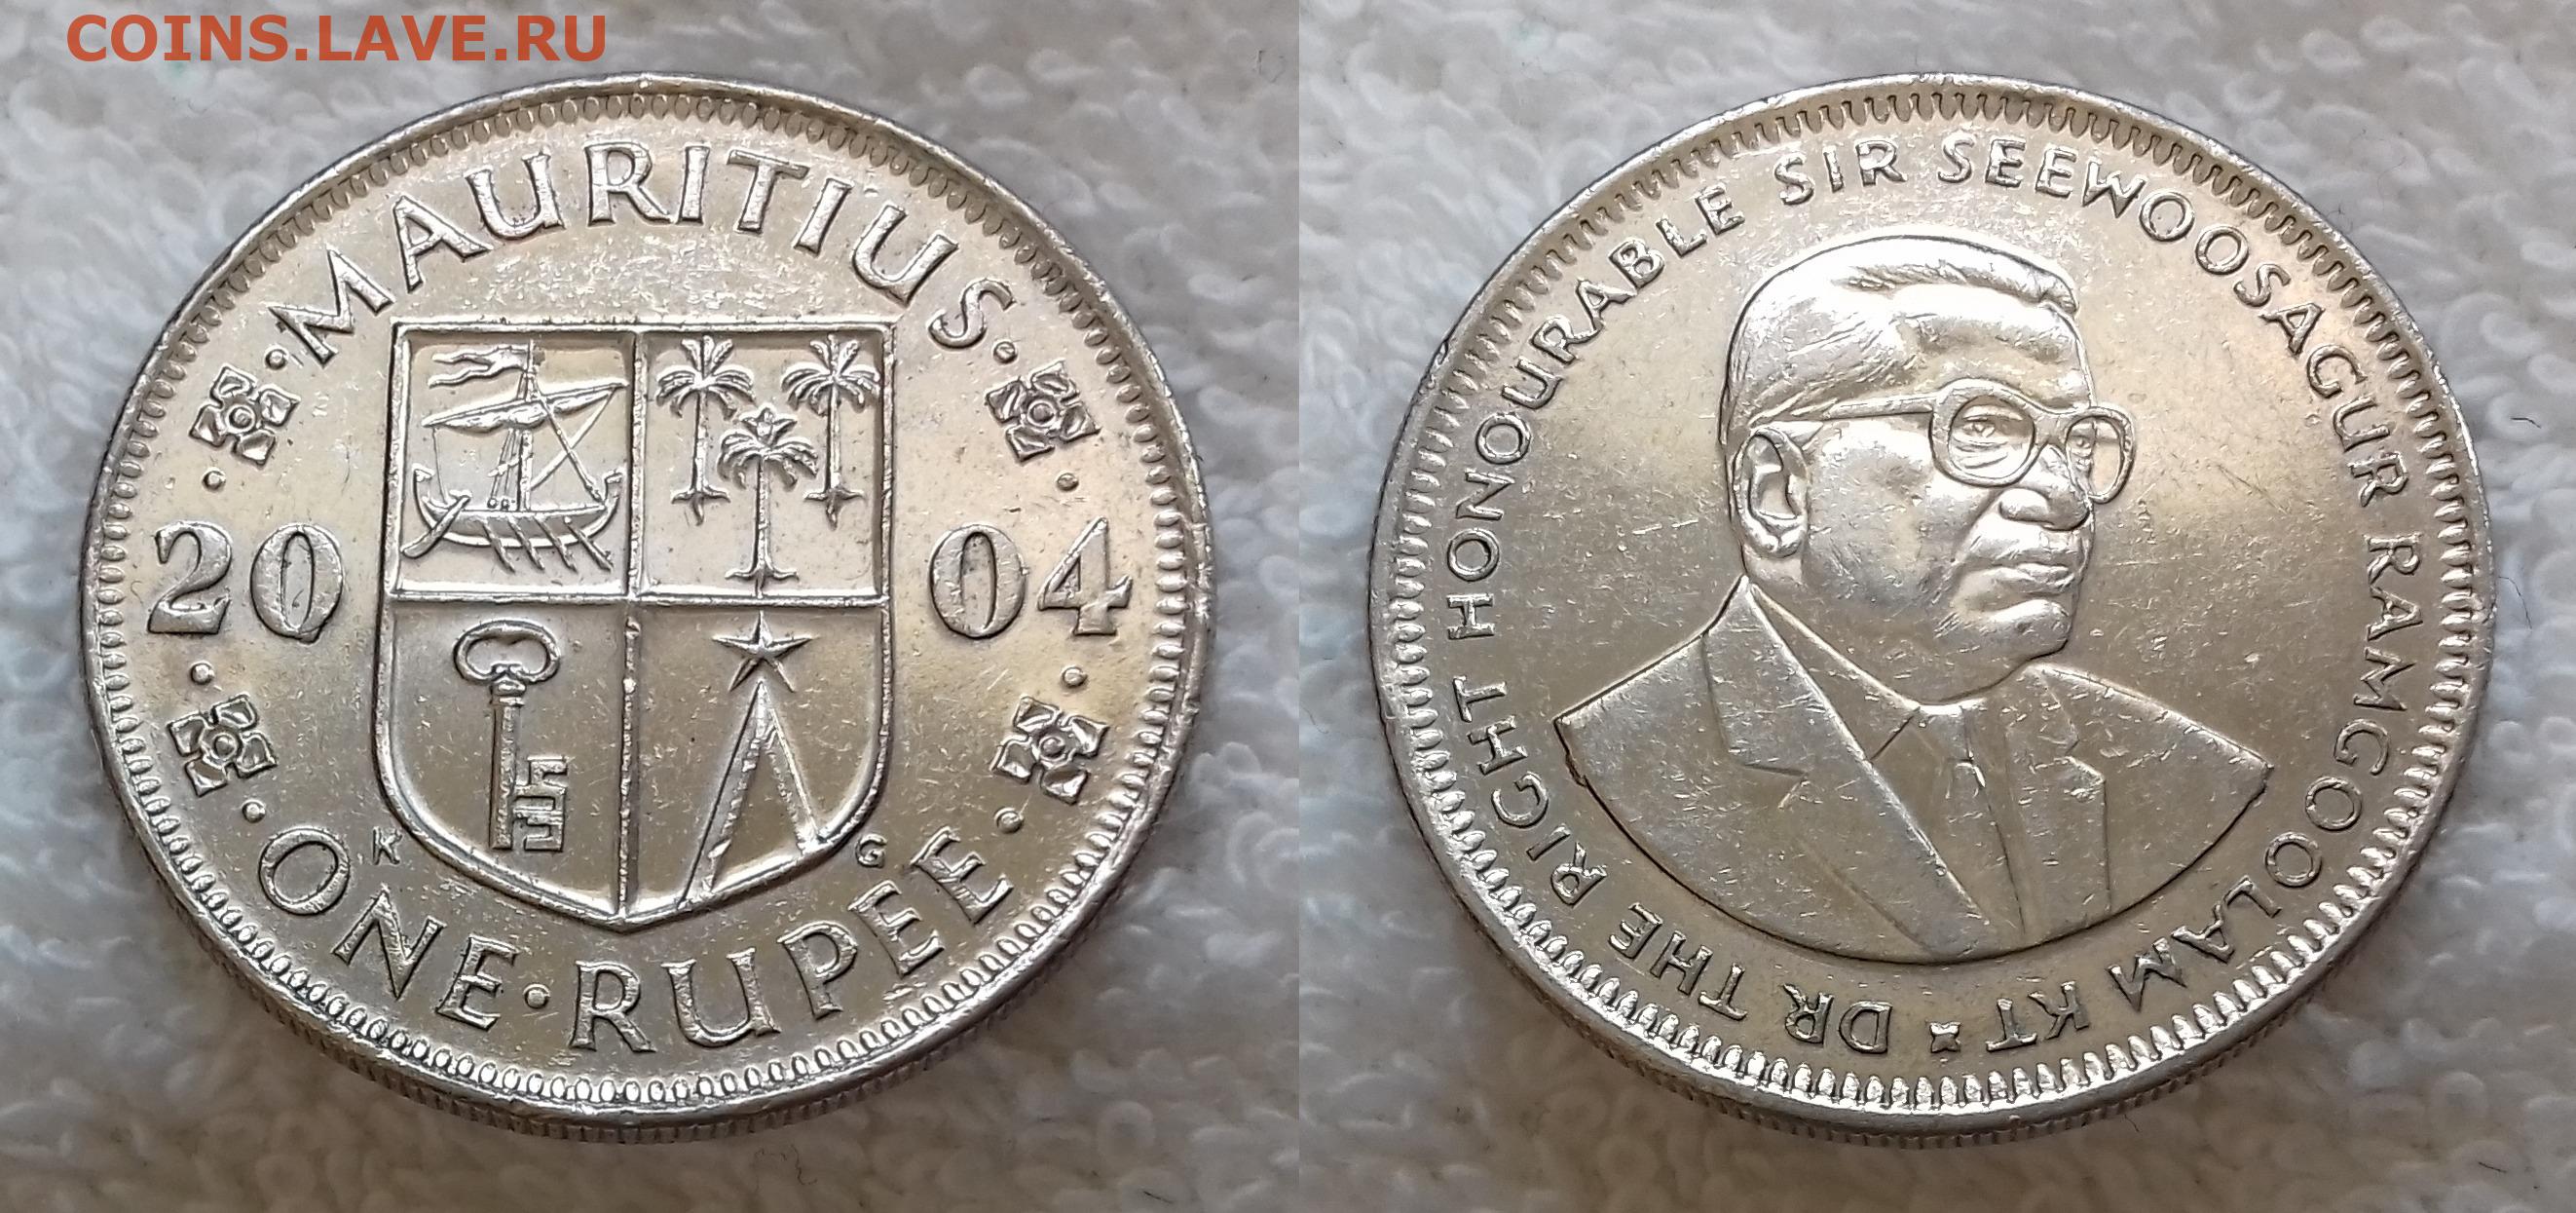 COINS.LAVE.RU
·MAURITIUS·
20 04
K G
·ONE·RUPEE·
DR THE RIGHT HONOURABLE SIR SEEWOOSAGUR RAMGOOLAM KT